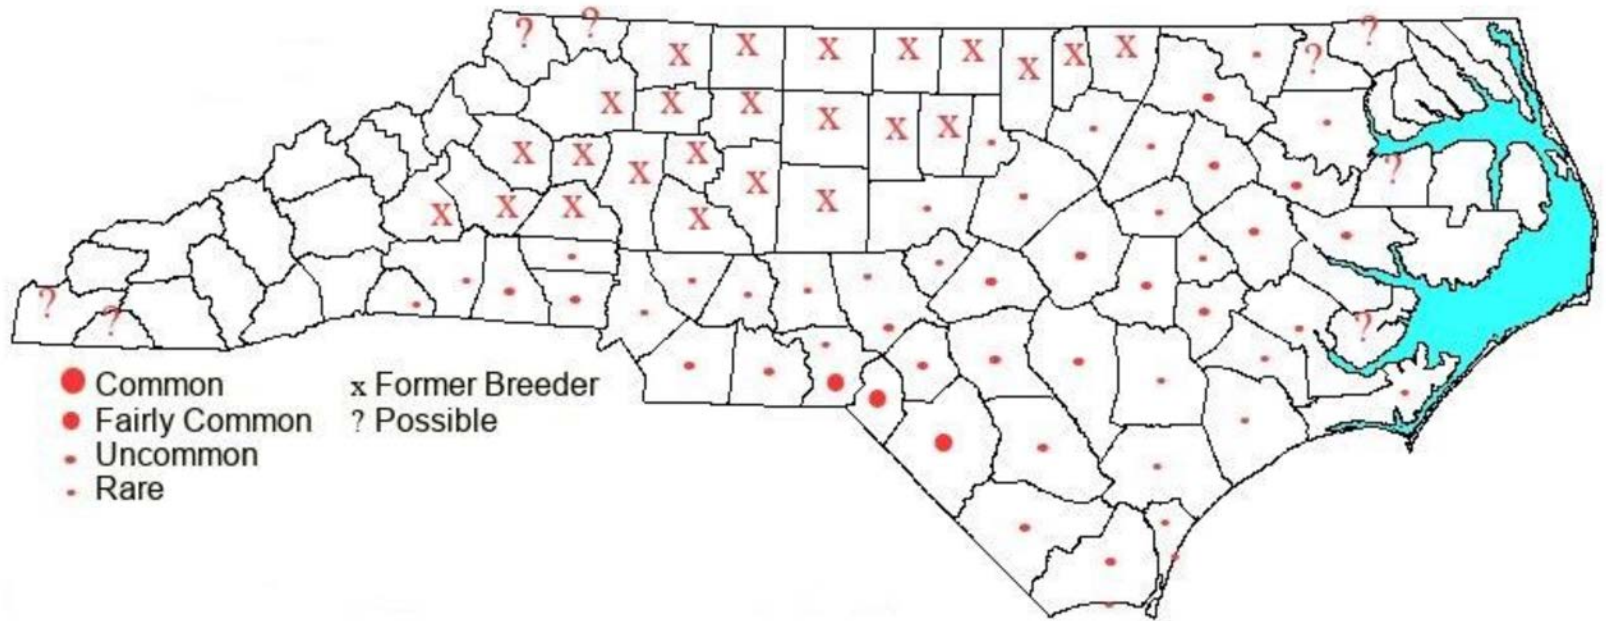 ? ? X X X X X X X X ? ?
X X X X X X
X X X X X ?
X X X X X
? ? ?
Common
x Former Breeder
Fairly Common
? Possible
Uncommon
Rare